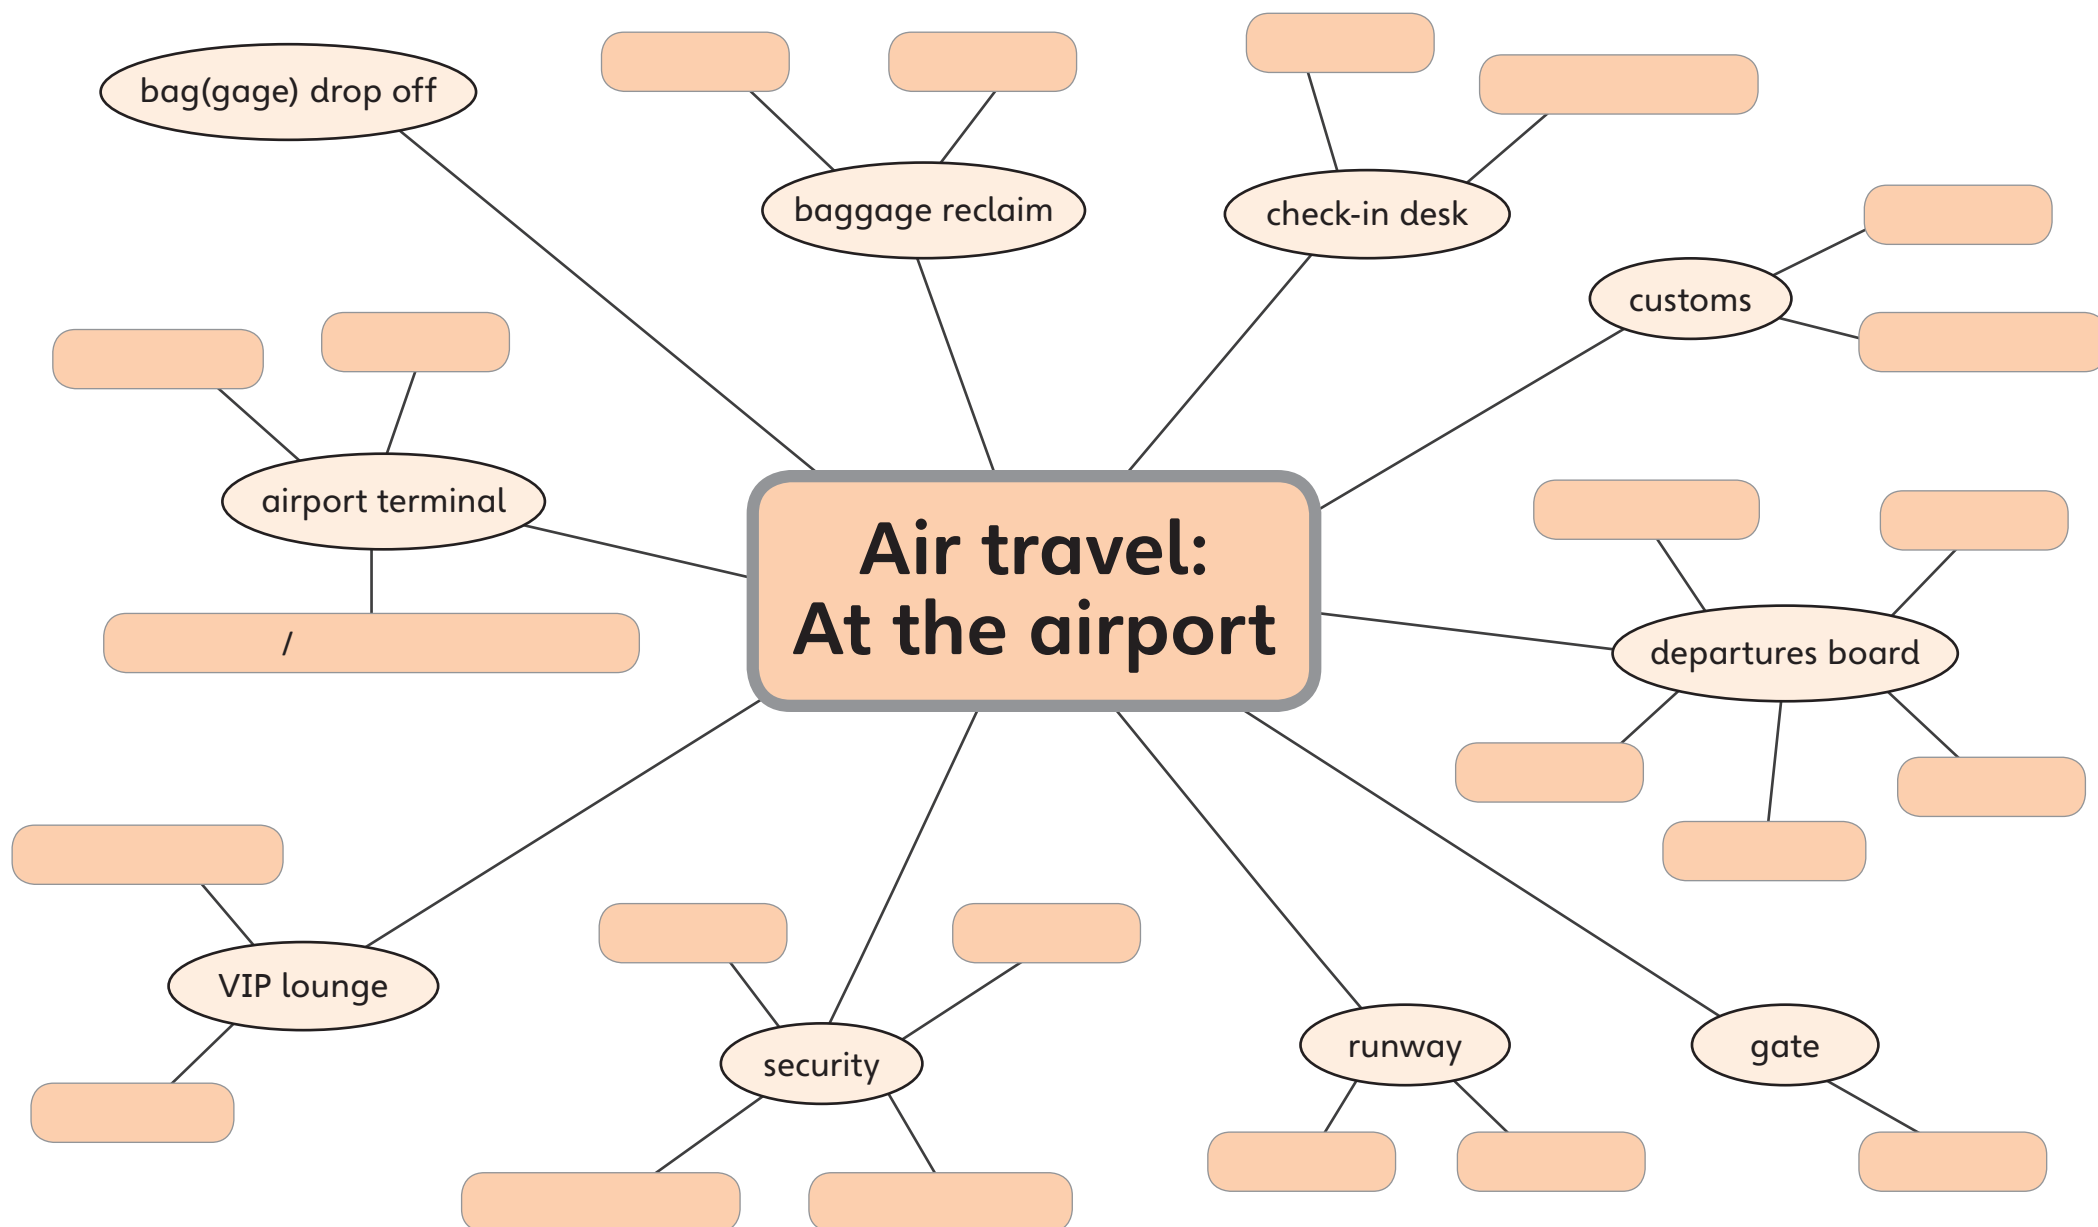 bag(gage) drop off
baggage reclaim
check-in desk
customs
airport terminal
Air travel:
At the airport
/
departures board
VIP lounge
security
runway
gate